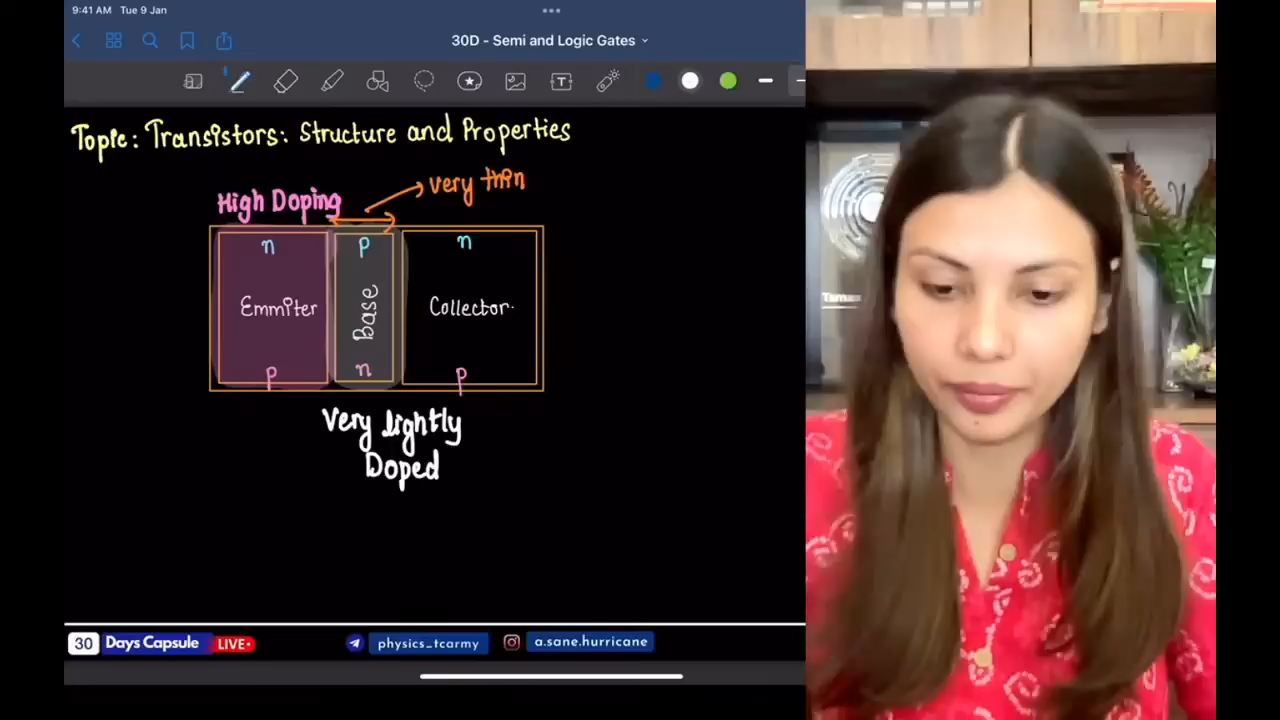 9:41 AM Tue 9 Jan
30D - Semi and Logic Gates
T
Topic: Transistors: Structure and Properties
very thin
High Doping
n p n
Emmiter Base Collector.
p n p
Very lightly
Doped
30 Days Capsule LIVE physics_tcarmy a.sane.hurricane